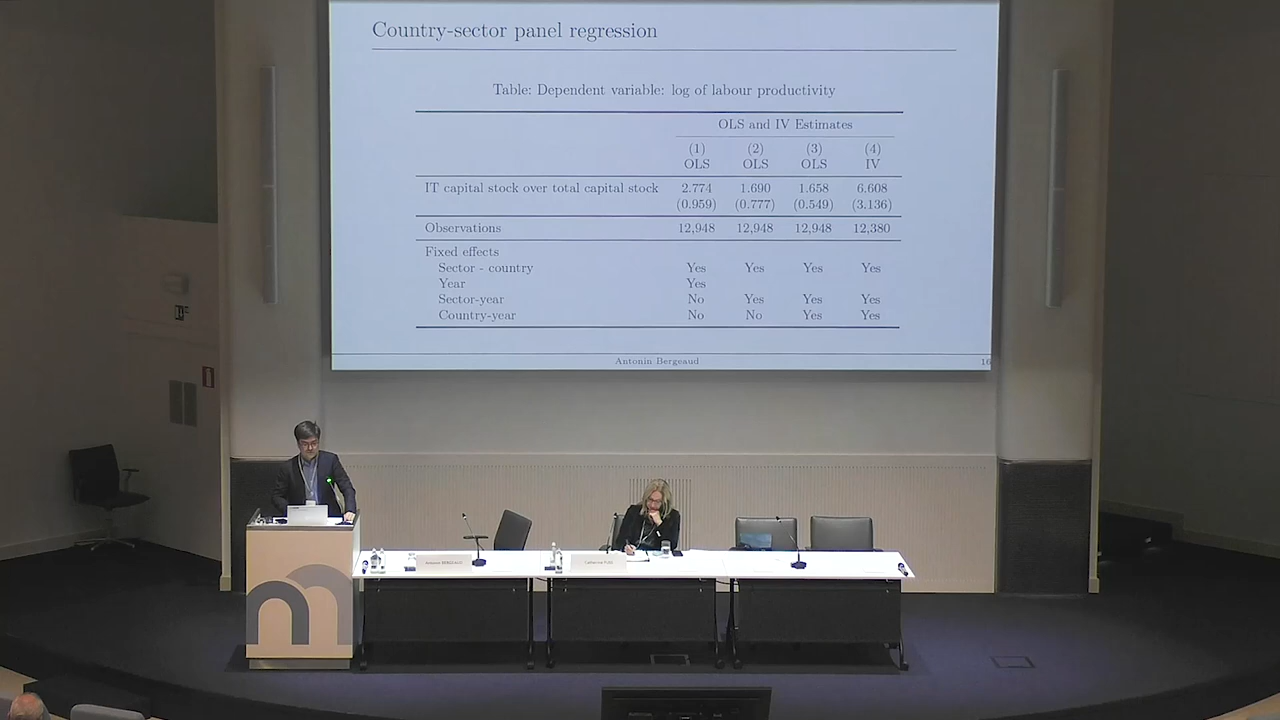 Country-sector panel regression
Table: Dependent variable: log of labour productivity
OLS and IV Estimates
(1) (2) (3) (4)
OLS OLS OLS IV
IT capital stock over total capital stock 2.774 1.690 1.658 6.608
(0.959) (0.777) (0.549) (3.136)
Observations 12,948 12,948 12,948 12,380
Fixed effects
Sector - country Yes Yes Yes Yes
Year Yes
Sector-year No Yes Yes Yes
Country-year No No Yes Yes
Antonin Bergeaud
16
Antonin BERGEAUD
Catherine